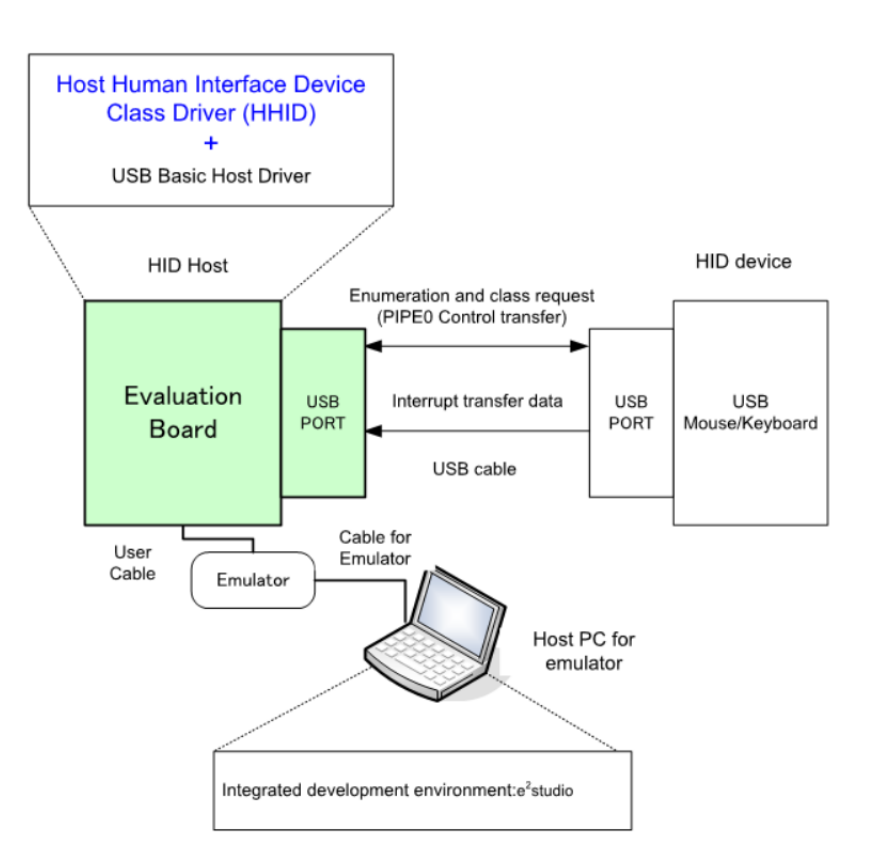 Host Human Interface Device
Class Driver (HHID)
+
USB Basic Host Driver
HID Host
HID device
Enumeration and class request
(PIPE0 Control transfer)
Evaluation
Board
USB
PORT
Interrupt transfer data
USB
PORT
USB
Mouse/Keyboard
USB cable
User
Cable
Emulator
Cable for
Emulator
Host PC for
emulator
Integrated development environment:e²studio